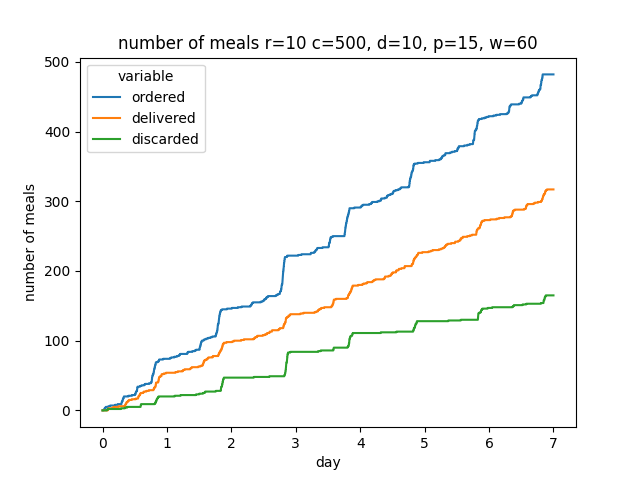 number of meals r=10 c=500, d=10, p=15, w=60
variable
ordered
delivered
discarded
500
400
300
200
100
0
number of meals
0 1 2 3 4 5 6 7
day